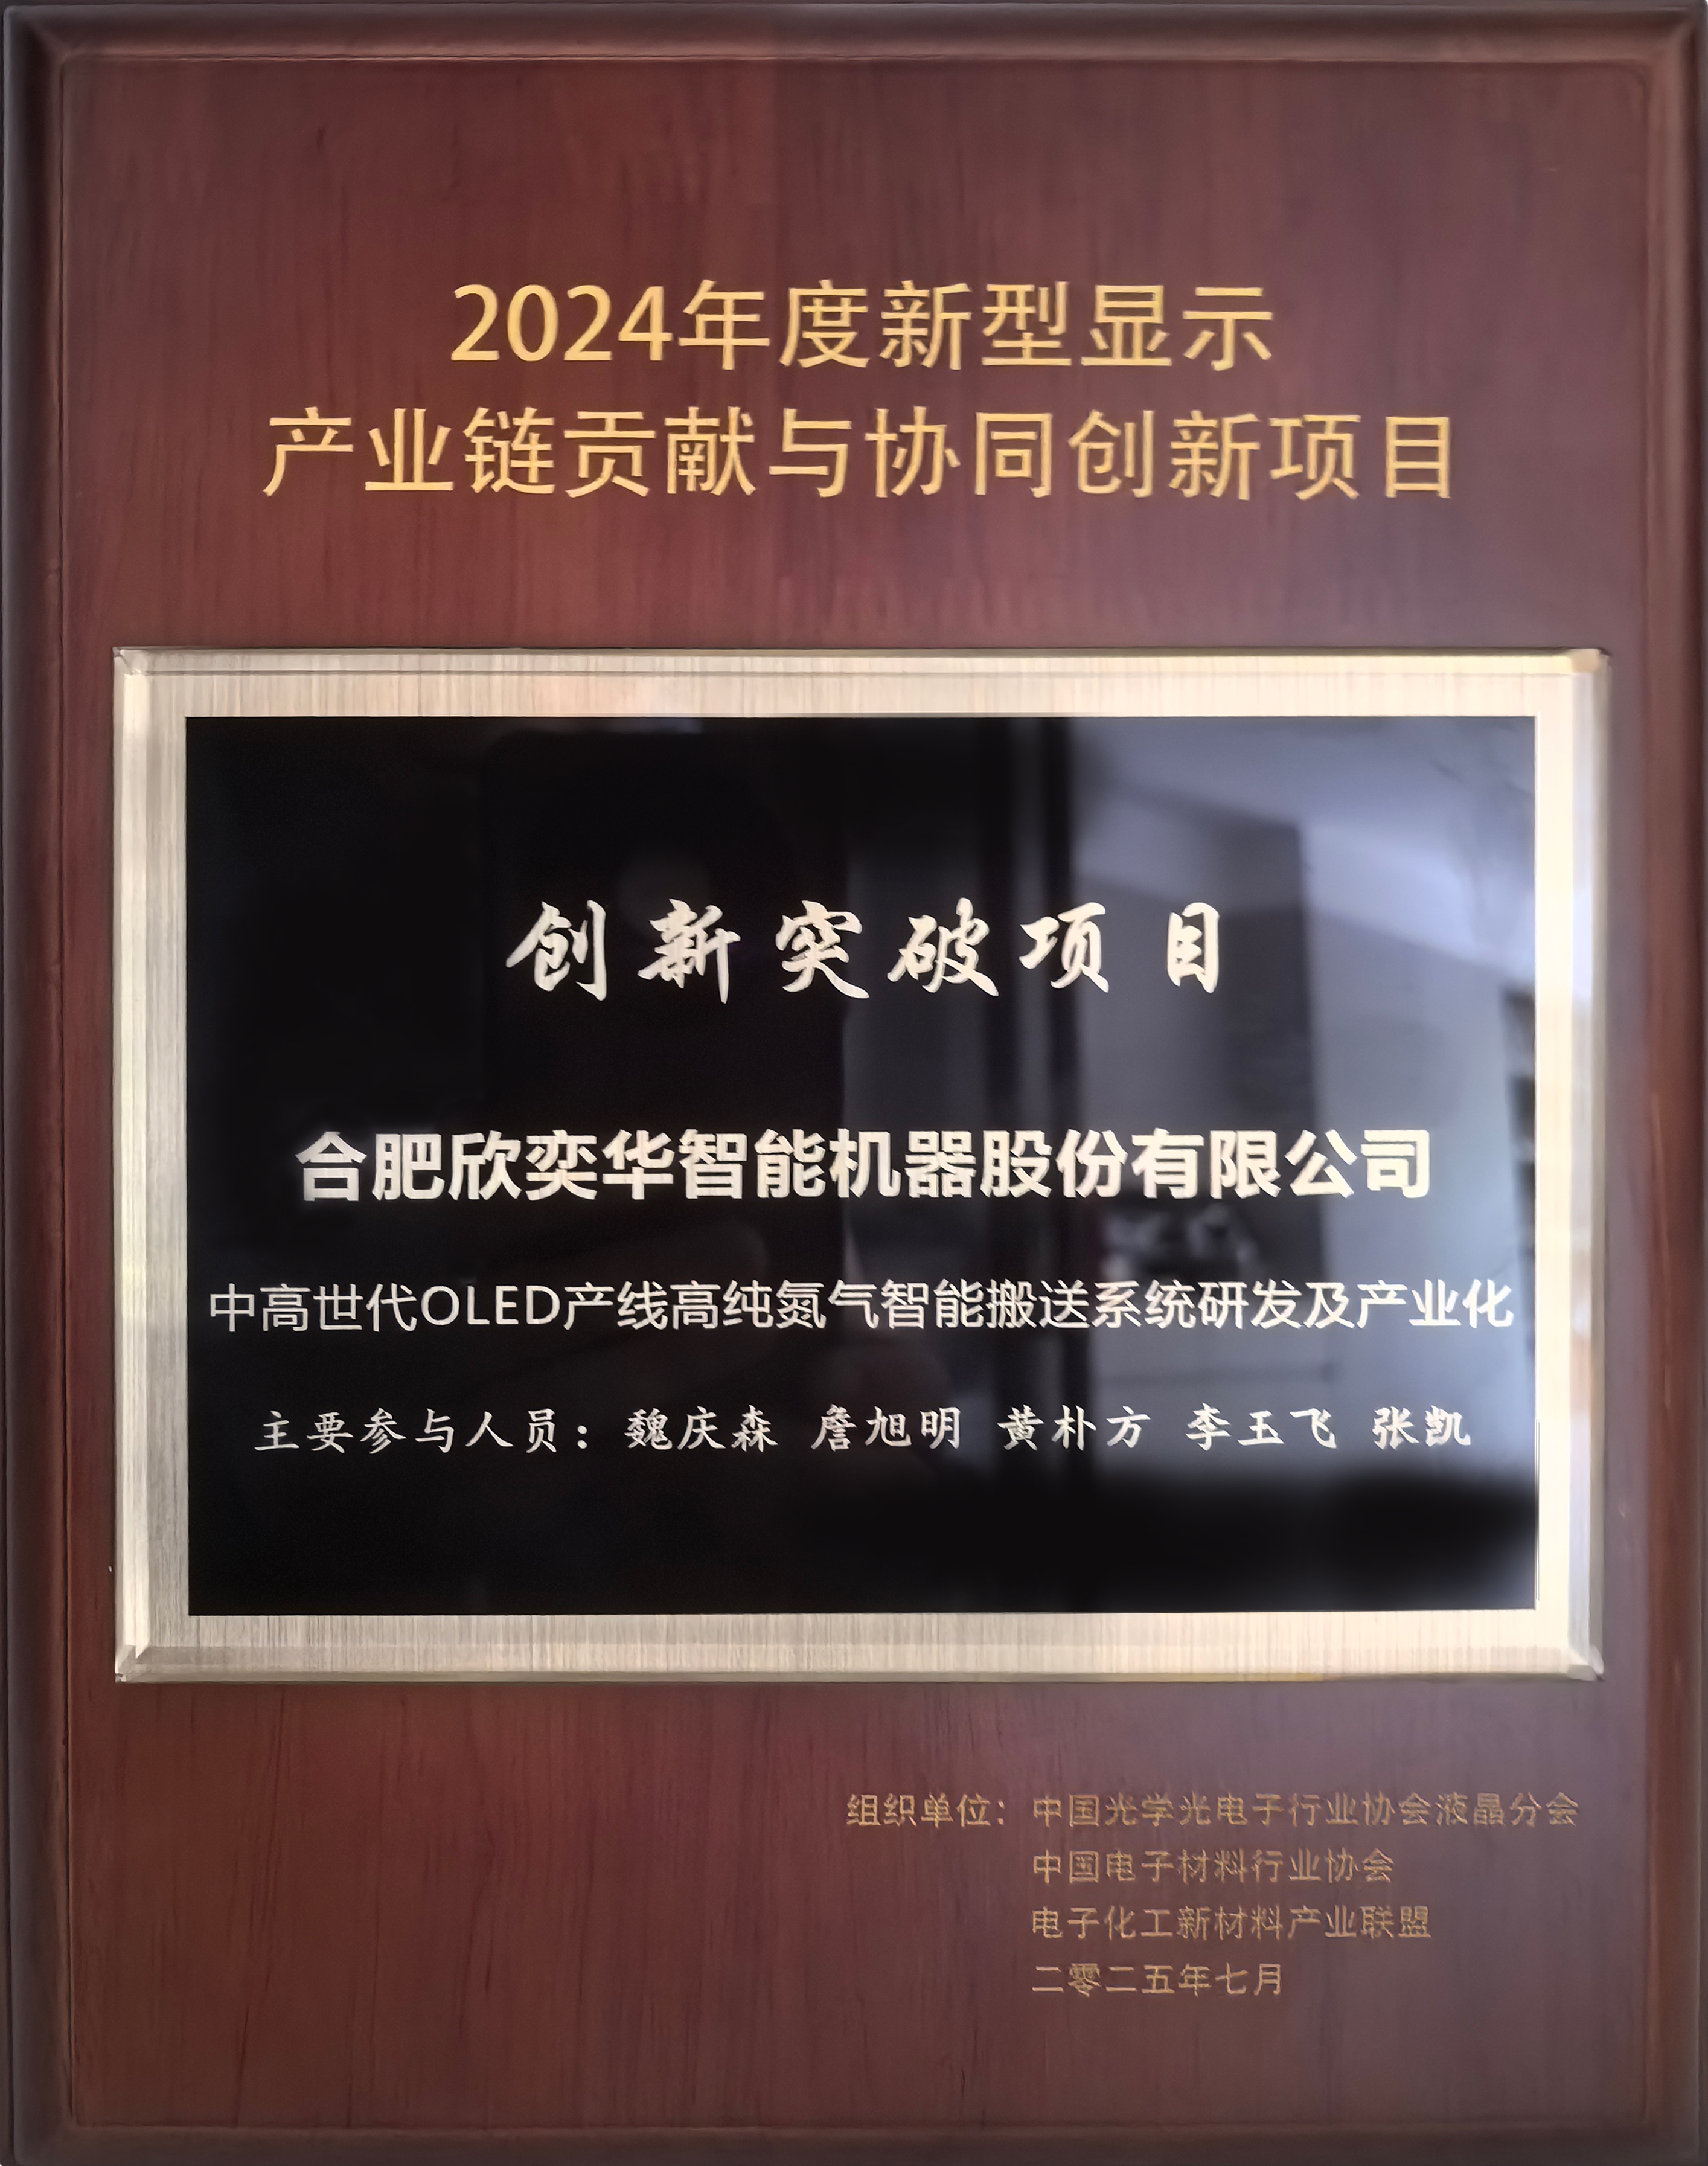 2024年度新型显示
产业链贡献与协同创新项目
创新突破项目
合肥欣奕华智能机器股份有限公司
中高世代OLED产线高纯氮气智能搬送系统研发及产业化
主要参与人员：魏庆森 詹旭明 黄朴方 李玉飞 张凯
组织单位：中国光学光电子行业协会液晶分会
中国电子材料行业协会
电子化工新材料产业联盟
二零二五年七月